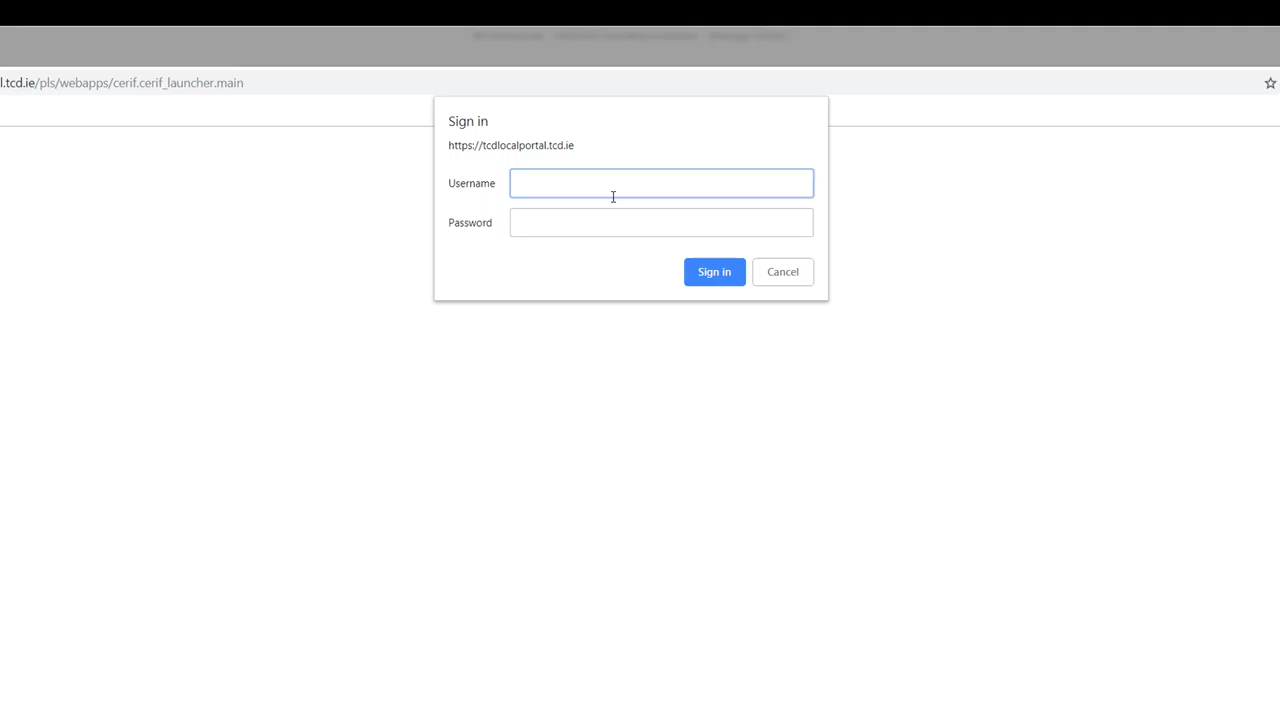 l.tcd.ie/pls/webapps/cerif.cerif_launcher.main
Sign in
https://tcdlocalportal.tcd.ie
Username
Password
Sign in
Cancel